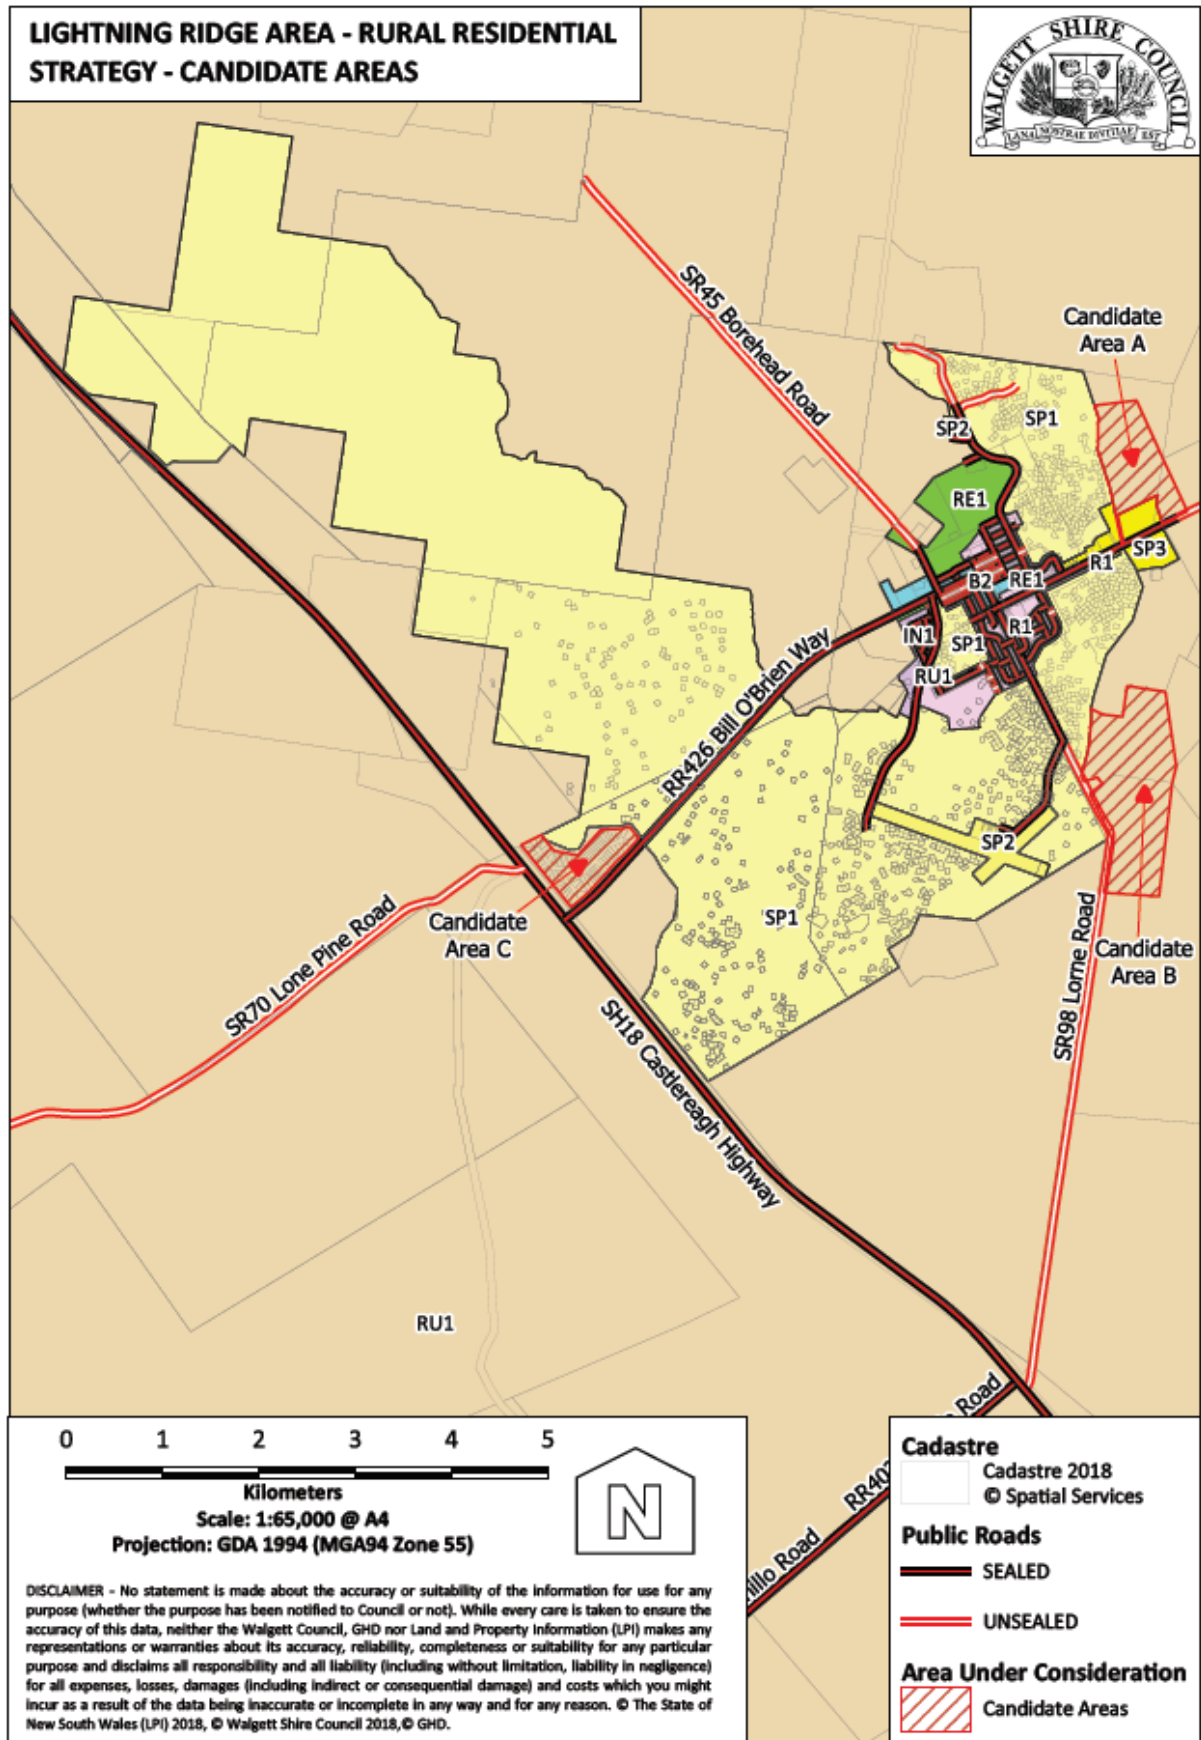 LIGHTNING RIDGE AREA - RURAL RESIDENTIAL
STRATEGY - CANDIDATE AREAS
WALGETT SHIRE COUNCIL
LANA NOSTRAE DIVITIAE EST
SR45 Borehead Road
Candidate
Area A
SP2
SP1
RE1
SP3
R1
B2
RE1
IN1
SP1
R1
RU1
RR426 Bill O'Brien Way
SP2
SP1
Candidate
Area C
Candidate
Area B
SR70 Lone Pine Road
SH18 Castlereagh Highway
SR98 Lorne Road
RU1
Road
RR40
illo Road
0 1 2 3 4 5
Kilometers
Scale: 1:65,000 @ A4
Projection: GDA 1994 (MGA94 Zone 55)
N
DISCLAIMER - No statement is made about the accuracy or suitability of the information for use for any
purpose (whether the purpose has been notified to Council or not). While every care is taken to ensure the
accuracy of this data, neither the Walgett Council, GHD nor Land and Property Information (LPI) makes any
representations or warranties about its accuracy, reliability, completeness or suitability for any particular
purpose and disclaims all responsibility and all liability (including without limitation, liability in negligence)
for all expenses, losses, damages (including indirect or consequential damage) and costs which you might
incur as a result of the data being inaccurate or incomplete in any way and for any reason. © The State of
New South Wales (LPI) 2018, © Walgett Shire Council 2018,© GHD.
Cadastre
Cadastre 2018
© Spatial Services
Public Roads
SEALED
UNSEALED
Area Under Consideration
Candidate Areas